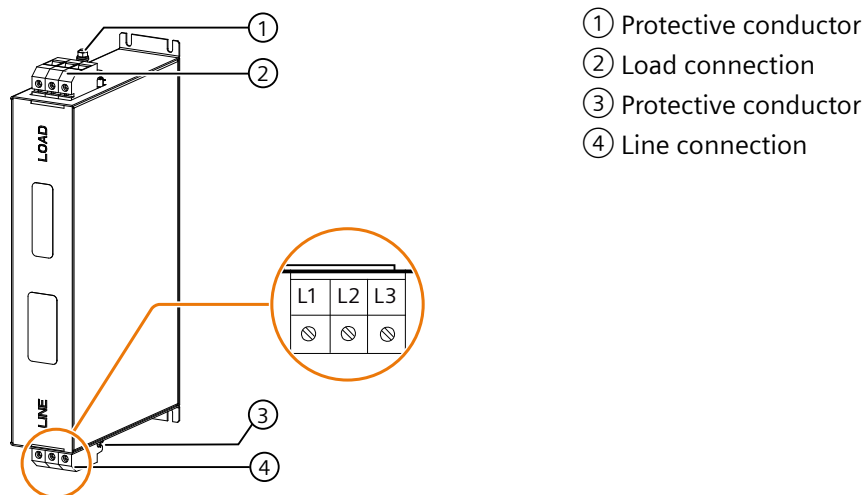 ① Protective conductor
② Load connection
③ Protective conductor
④ Line connection
1
2
LOAD
L1 L2 L3
LINE
3
4